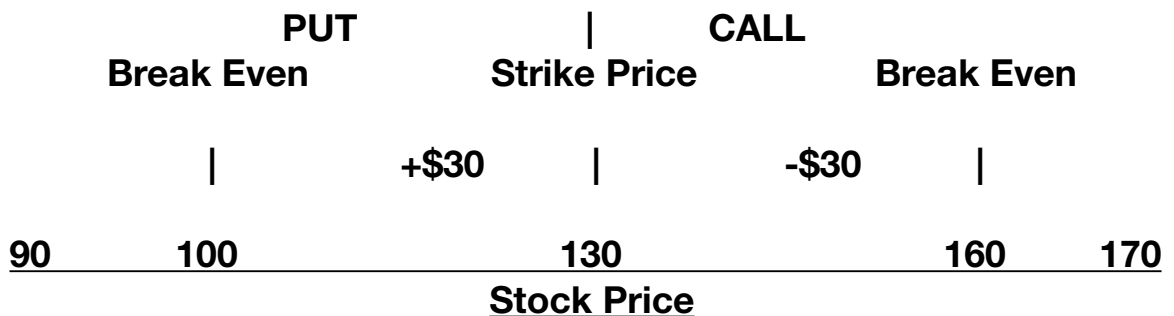 PUT | CALL
Break Even Strike Price Break Even
| +$30 | -$30 |
90 100 130 160 170
Stock Price